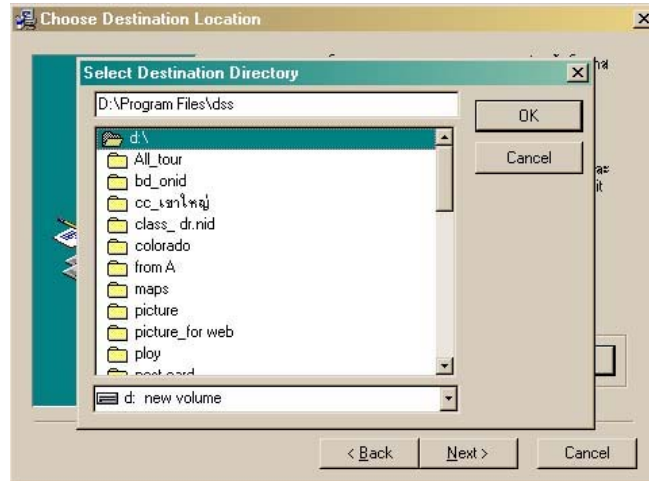 Choose Destination Location
Select Destination Directory
D:\Program Files\dss
OK
Cancel
d:\
All_tour
bd_onid
cc_เขาใหญ่
class_ dr.nid
colorado
from A
maps
picture
picture_for web
ploy
d: new volume
< Back
Next >
Cancel